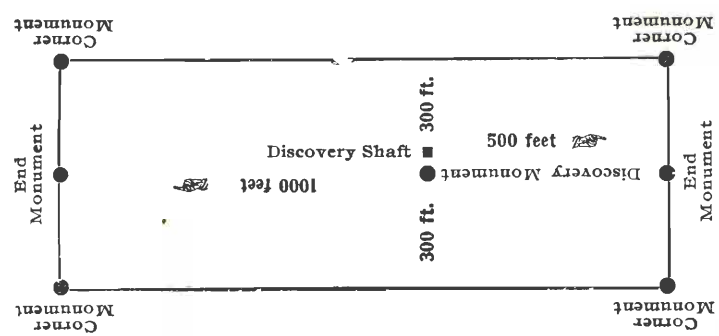 Corner
Monument
Corner
Monument
300 ft.
500 feet
Discovery Shaft
End
Monument
1000 feet
Discovery Monument
End
Monument
300 ft.
Corner
Monument
Corner
Monument